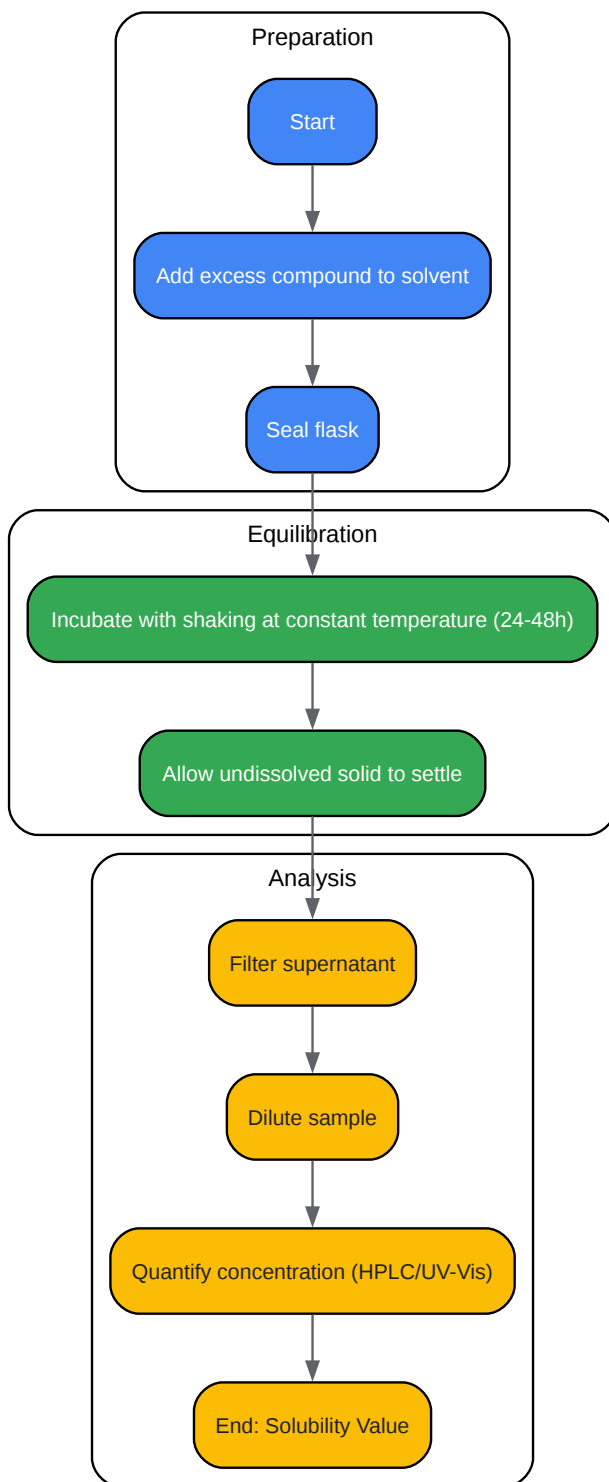 Preparation
Start
Add excess compound to solvent
Seal flask
Equilibration
Incubate with shaking at constant temperature (24-48h)
Allow undissolved solid to settle
Analysis
Filter supernatant
Dilute sample
Quantify concentration (HPLC/UV-Vis)
End: Solubility Value